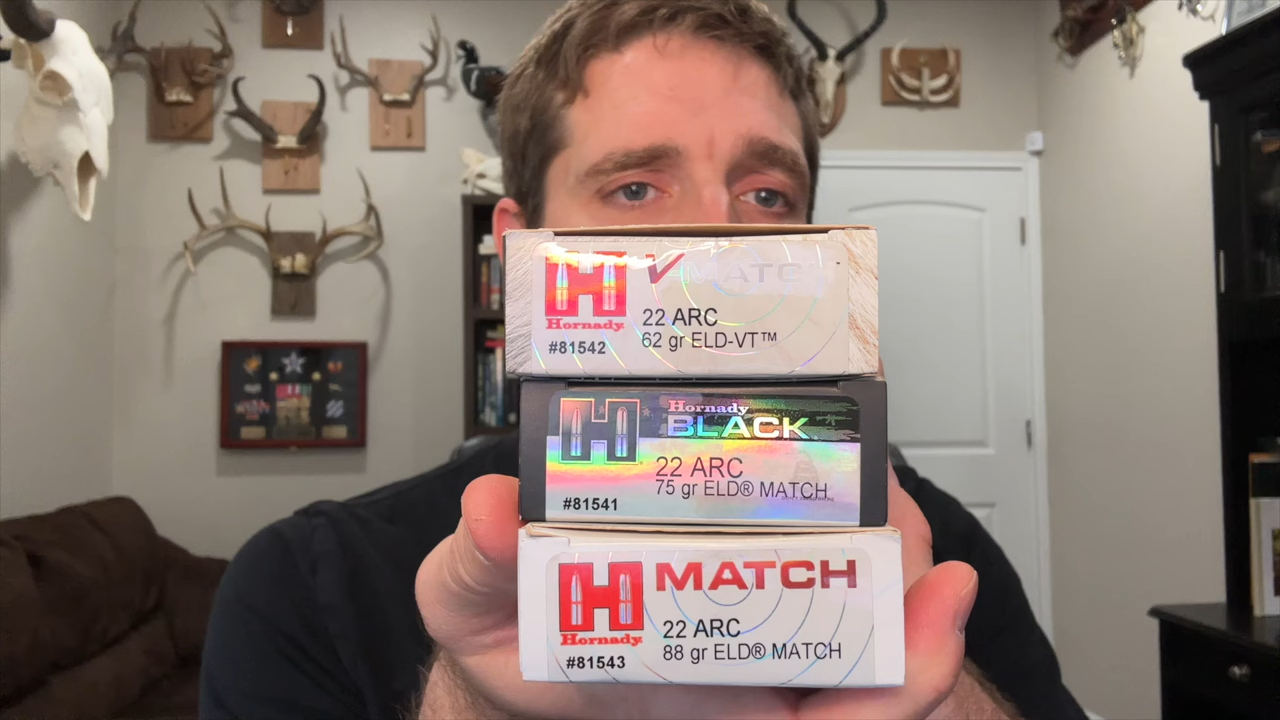 V-MATCH
Hornady
22 ARC
62 gr ELD-VT™
#81542
Hornady
BLACK
22 ARC
75 gr ELD® MATCH
#81541
MATCH
Hornady
22 ARC
88 gr ELD® MATCH
#81543